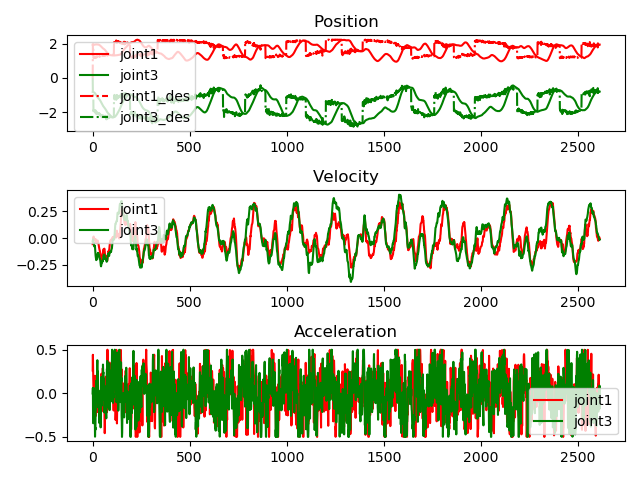 Position
2
0
−2
joint1
joint3
joint1_des
joint3_des
0 500 1000 1500 2000 2500
Velocity
0.25
0.00
−0.25
joint1
joint3
0 500 1000 1500 2000 2500
Acceleration
0.5
0.0
−0.5
joint1
joint3
0 500 1000 1500 2000 2500